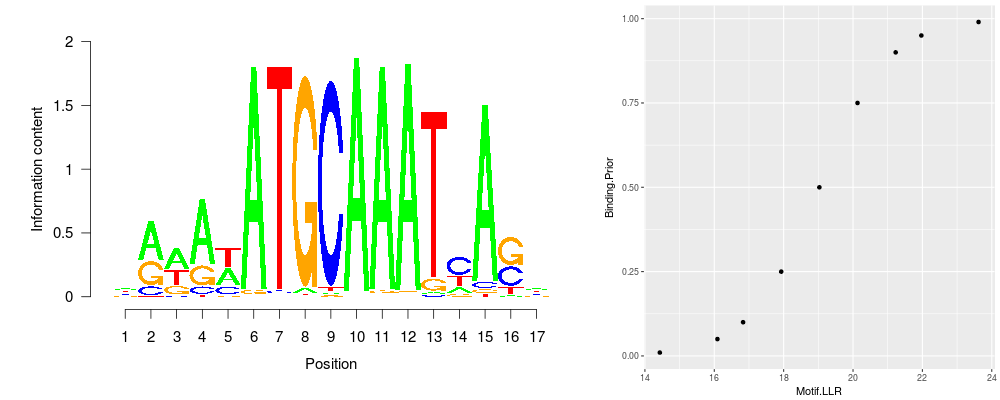 2
1.5
1
0.5
0
Information content
1 2 3 4 5 6 7 8 9 10 11 12 13 14 15 16 17
Position
A G A T A G T A A T G C A A A T G C T A G C
1.00
0.75
0.50
0.25
0.00
Binding.Prior
14 16 18 20 22 24
Motif.LLR